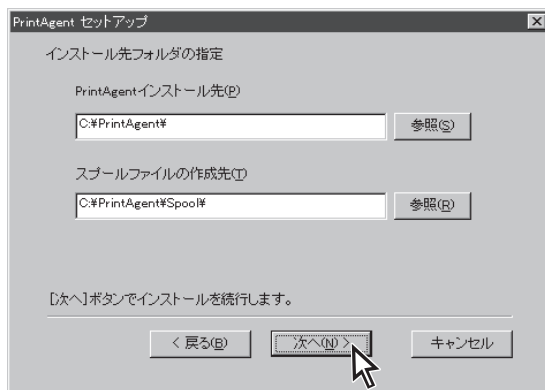 PrintAgent セットアップ
インストール先フォルダの指定
PrintAgentインストール先(P)
C:¥PrintAgent¥
参照(S)
スプールファイルの作成先(T)
C:¥PrintAgent¥Spool¥
参照(R)
[次へ]ボタンでインストールを続行します。
< 戻る(B) 次へ(N) > キャンセル